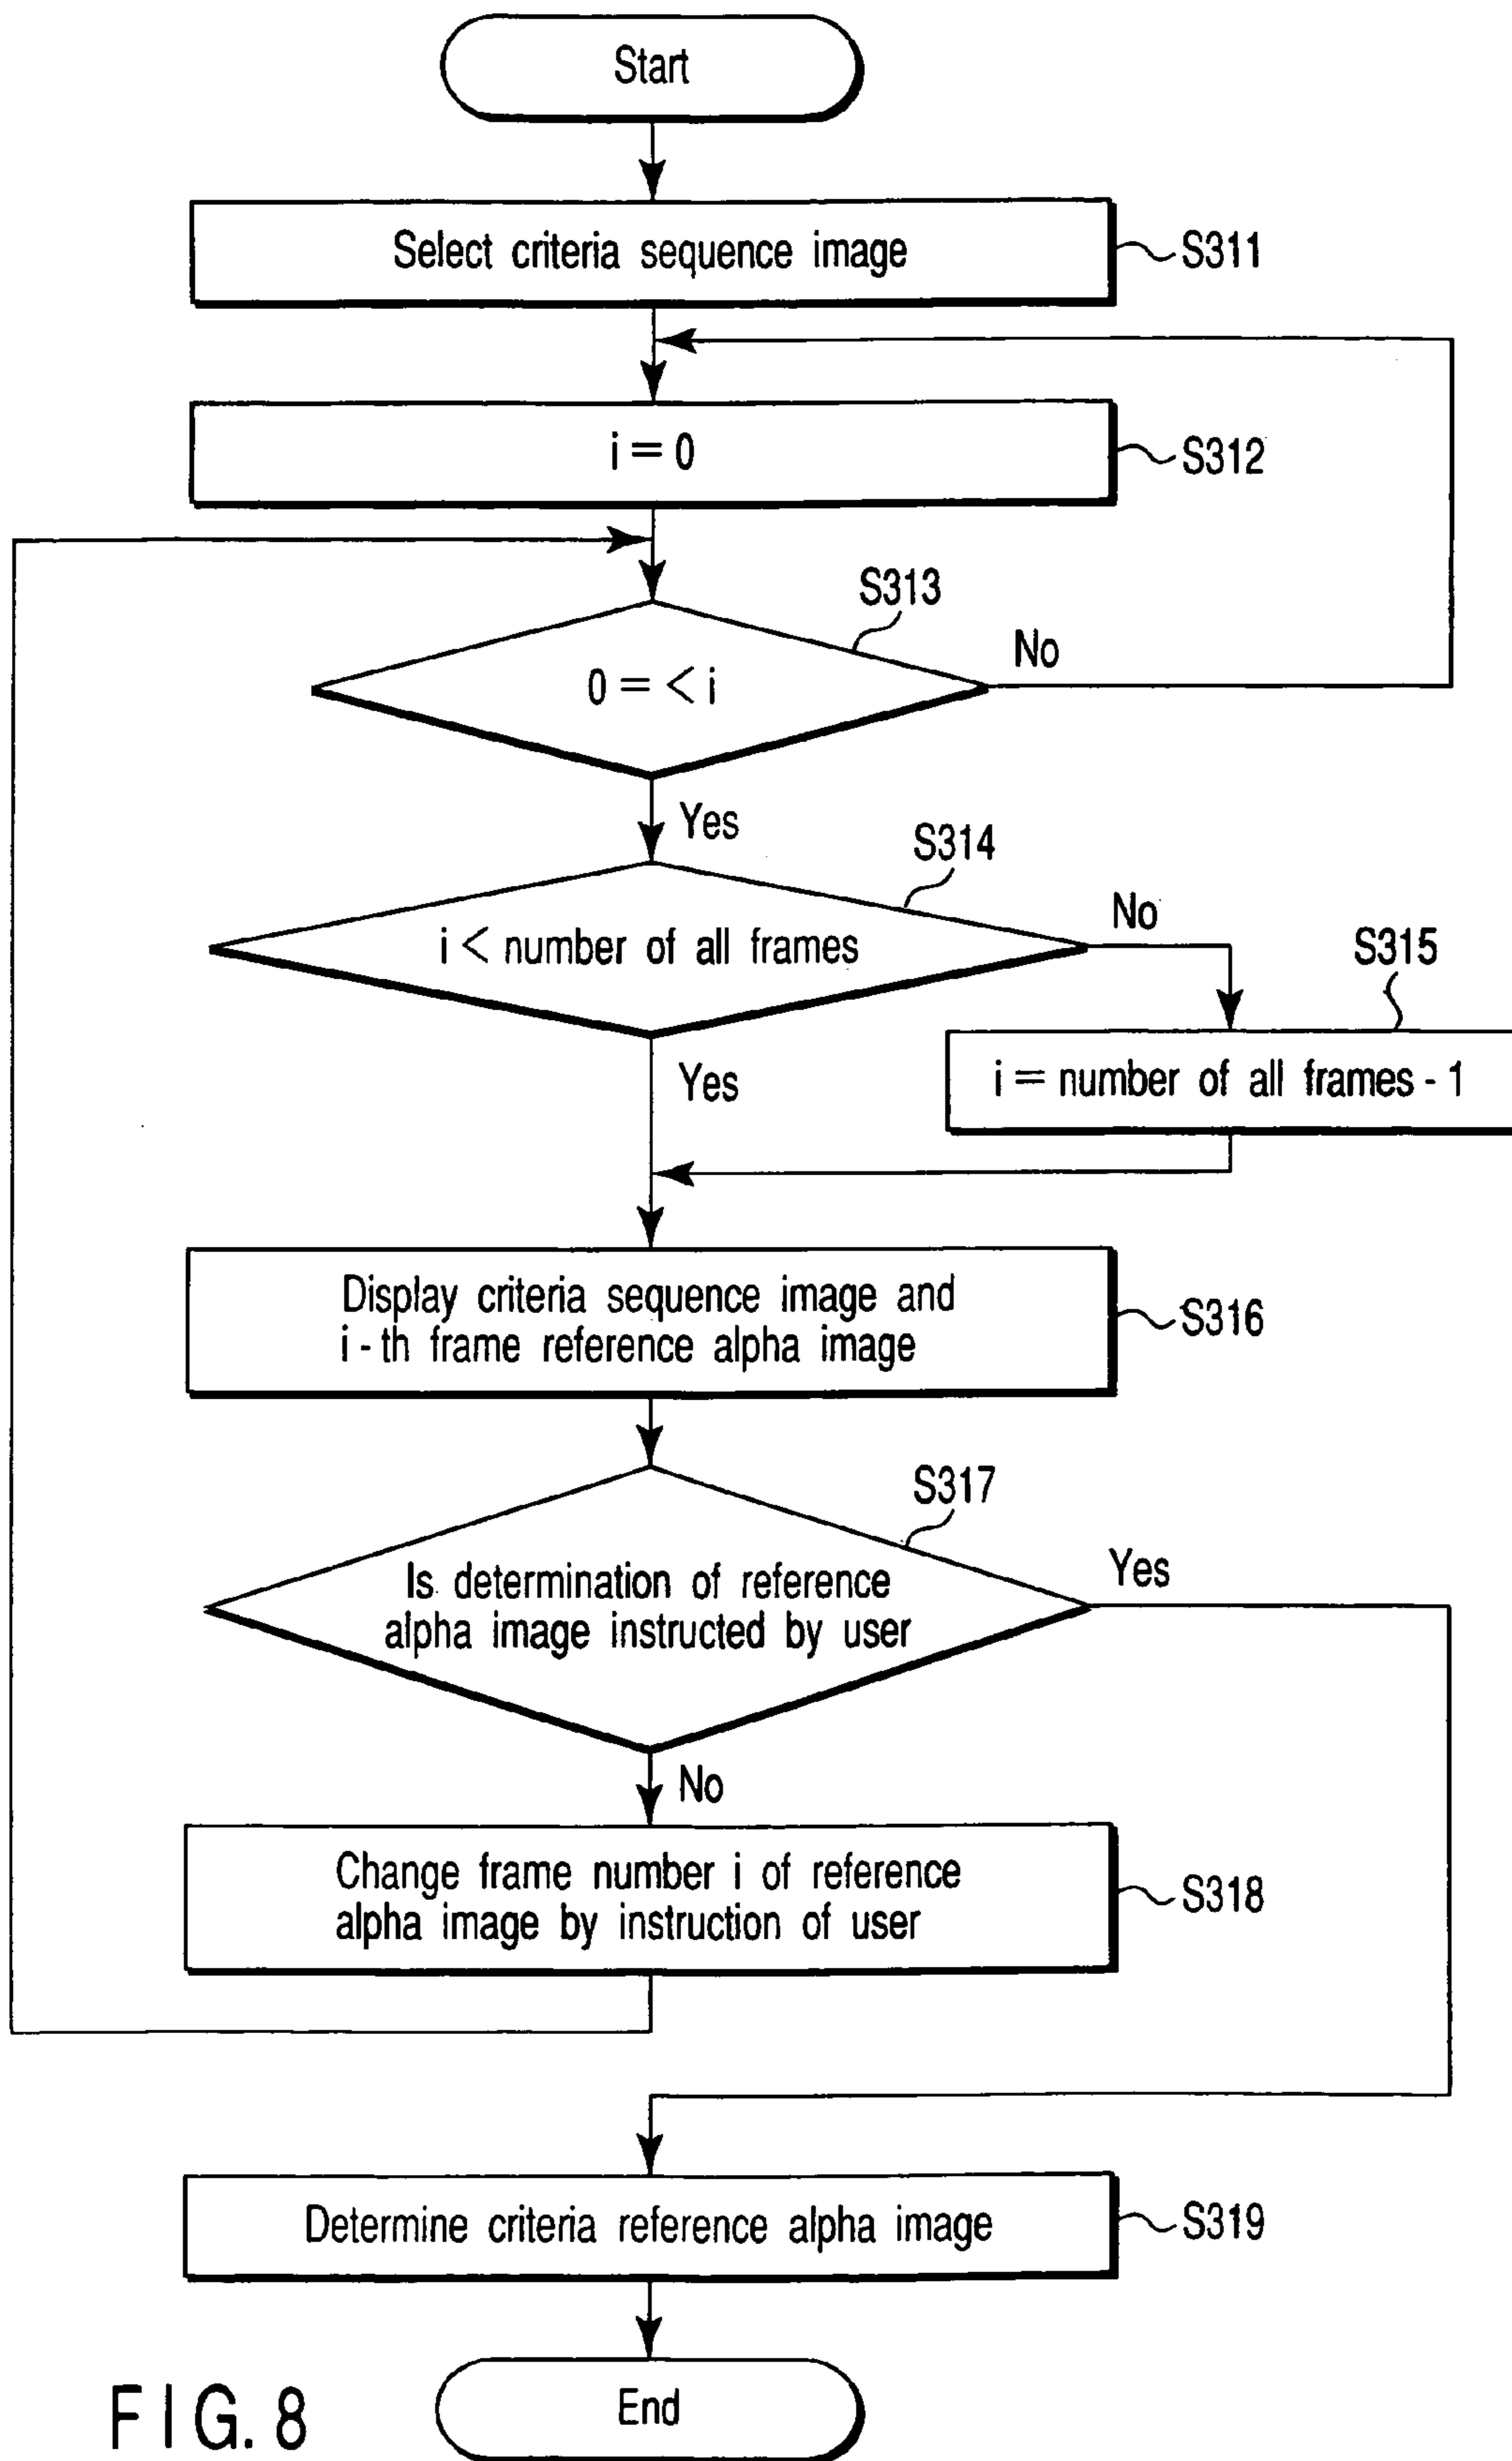 Start
Select criteria sequence image
S311
i = 0
S312
S313
0 = < i
No
Yes
S314
i < number of all frames
No
S315
i = number of all frames - 1
Yes
Display criteria sequence image and
i - th frame reference alpha image
S316
S317
Is determination of reference
alpha image instructed by user
Yes
No
Change frame number i of reference
alpha image by instruction of user
S318
Determine criteria reference alpha image
S319
End
FIG. 8